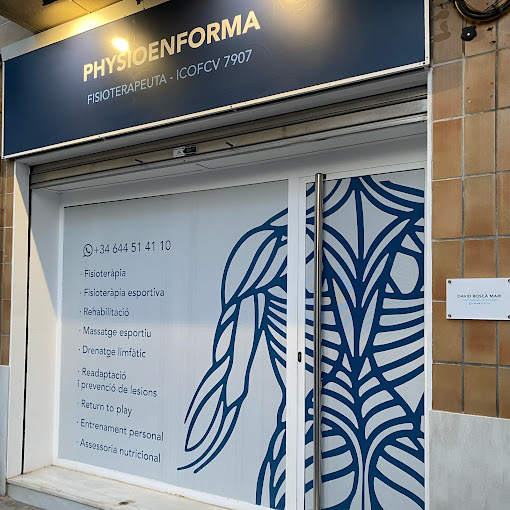 PHYSIOENFORMA
FISIOTERAPEUTA - ICOFCV 7907
+34 644 51 41 10
· Fisioteràpia
· Fisioteràpia esportiva
· Rehabilitació
· Massatge esportiu
· Drenatge limfàtic
· Readaptació
i prevenció de lesions
· Return to play
· Entrenament personal
· Assessoria nutricional
DAVID BOSCÀ MARÍ